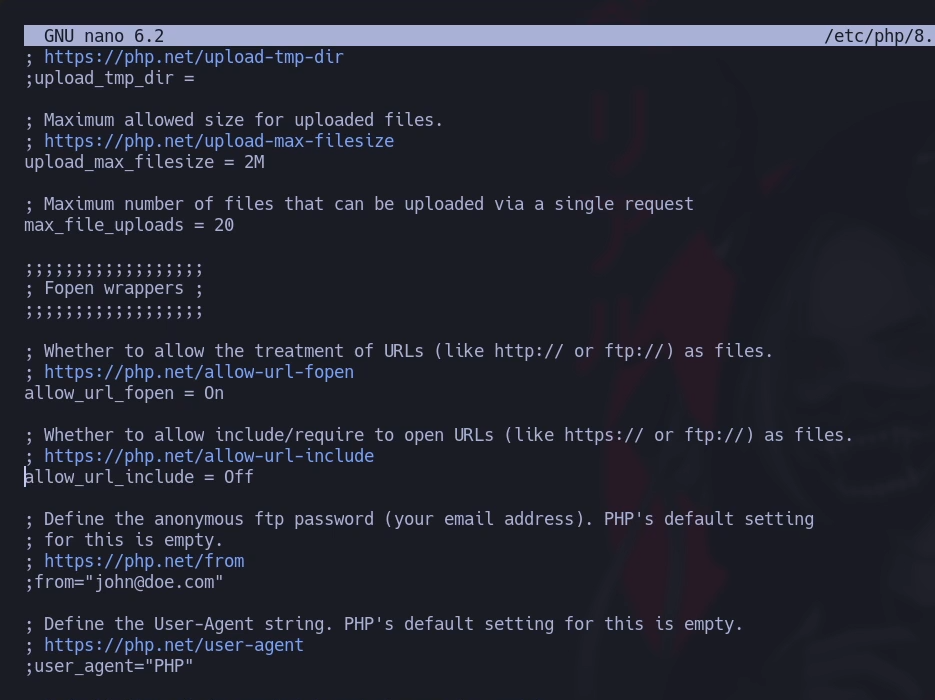 GNU nano 6.2 /etc/php/8.
; https://php.net/upload-tmp-dir
;upload_tmp_dir =
; Maximum allowed size for uploaded files.
; https://php.net/upload-max-filesize
upload_max_filesize = 2M
; Maximum number of files that can be uploaded via a single request
max_file_uploads = 20
;;;;;;;;;;;;;;;;;;
; Fopen wrappers ;
;;;;;;;;;;;;;;;;;;
; Whether to allow the treatment of URLs (like http:// or ftp://) as files.
; https://php.net/allow-url-fopen
allow_url_fopen = On
; Whether to allow include/require to open URLs (like https:// or ftp://) as files.
; https://php.net/allow-url-include
allow_url_include = Off
; Define the anonymous ftp password (your email address). PHP's default setting
; for this is empty.
; https://php.net/from
;from="john@doe.com"
; Define the User-Agent string. PHP's default setting for this is empty.
; https://php.net/user-agent
;user_agent="PHP"